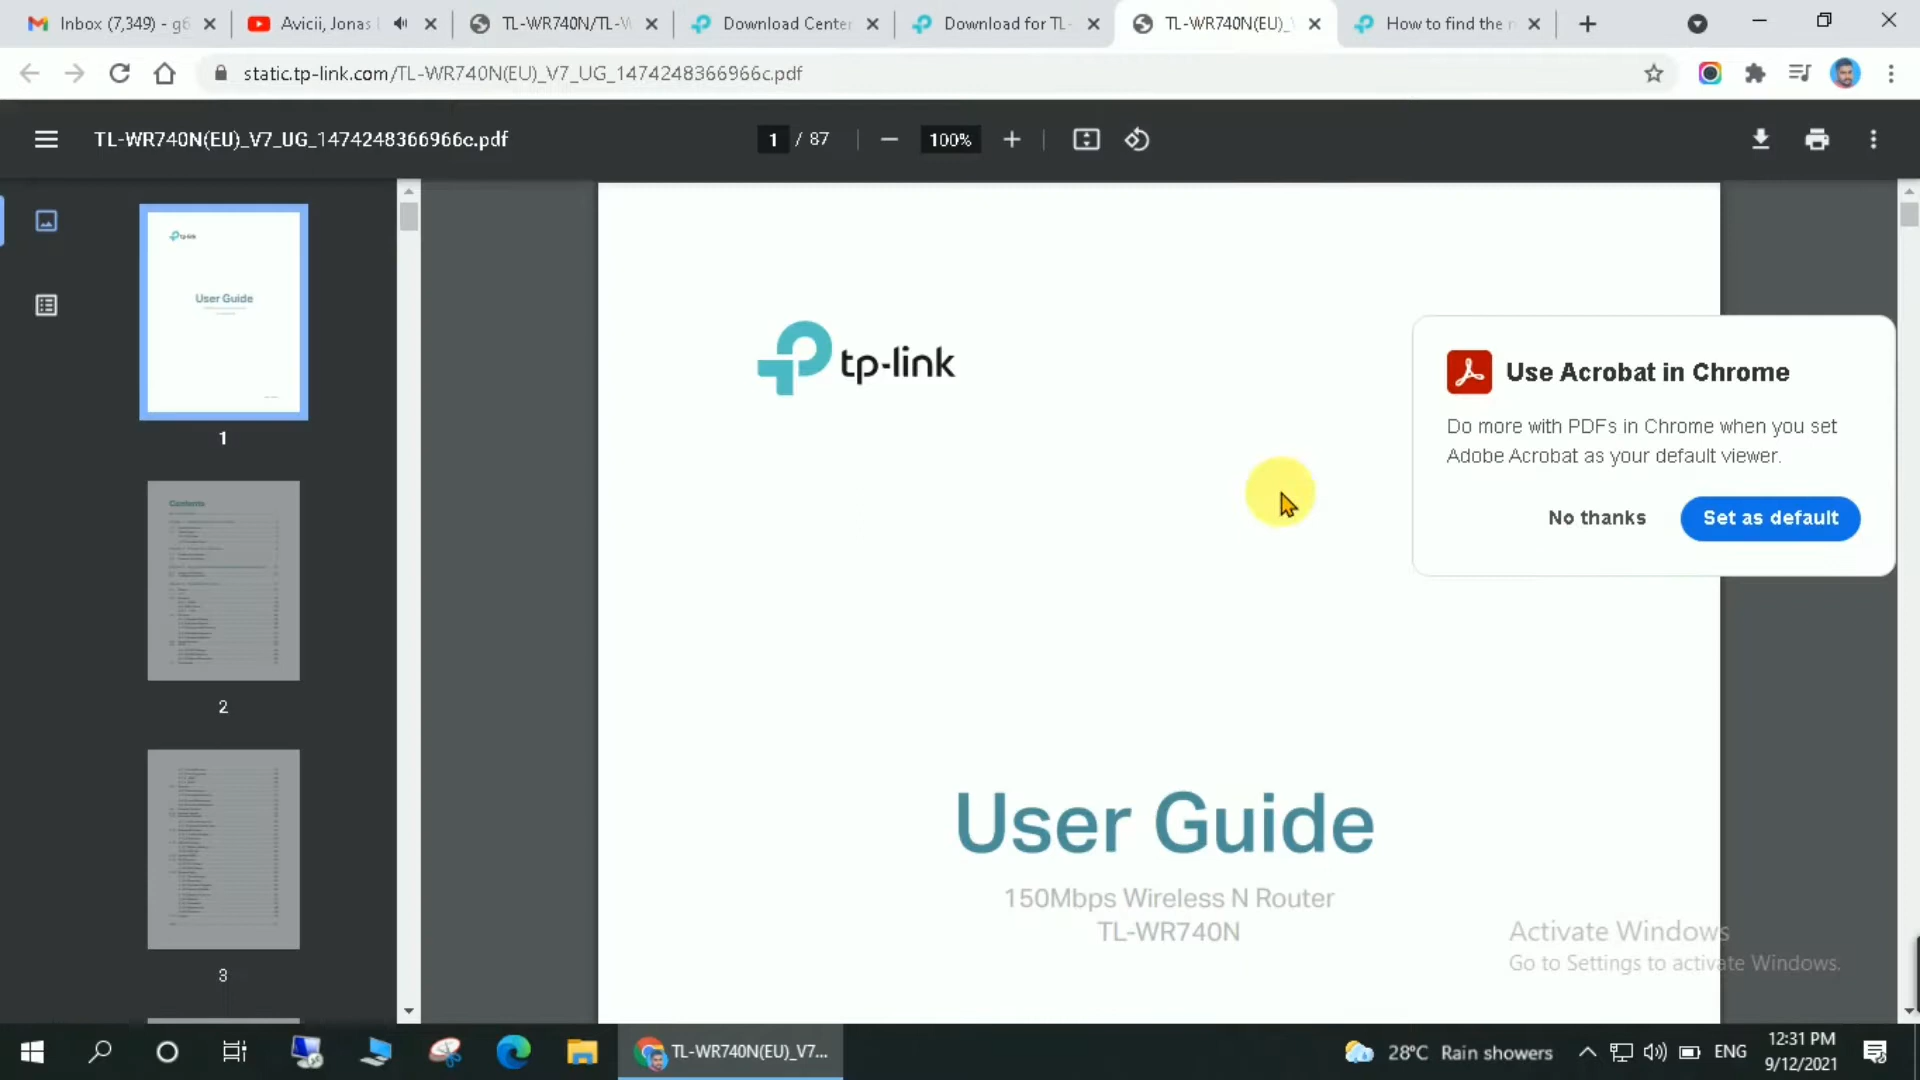 Inbox (7,349) - g6
Avicii, Jonas
TL-WR740N/TL-W
Download Center
Download for TL-
TL-WR740N(EU)_
How to find the
static.tp-link.com/TL-WR740N(EU)_V7_UG_1474248366966c.pdf
TL-WR740N(EU)_V7_UG_1474248366966c.pdf
1 / 87
100%
tp-link
User Guide
1
Contents
2
3
tp-link
Use Acrobat in Chrome
Do more with PDFs in Chrome when you set
Adobe Acrobat as your default viewer.
No thanks
Set as default
User Guide
150Mbps Wireless N Router
TL-WR740N
Activate Windows
Go to Settings to activate Windows.
TL-WR740N(EU)_V7...
28°C Rain showers
ENG
12:31 PM
9/12/2021